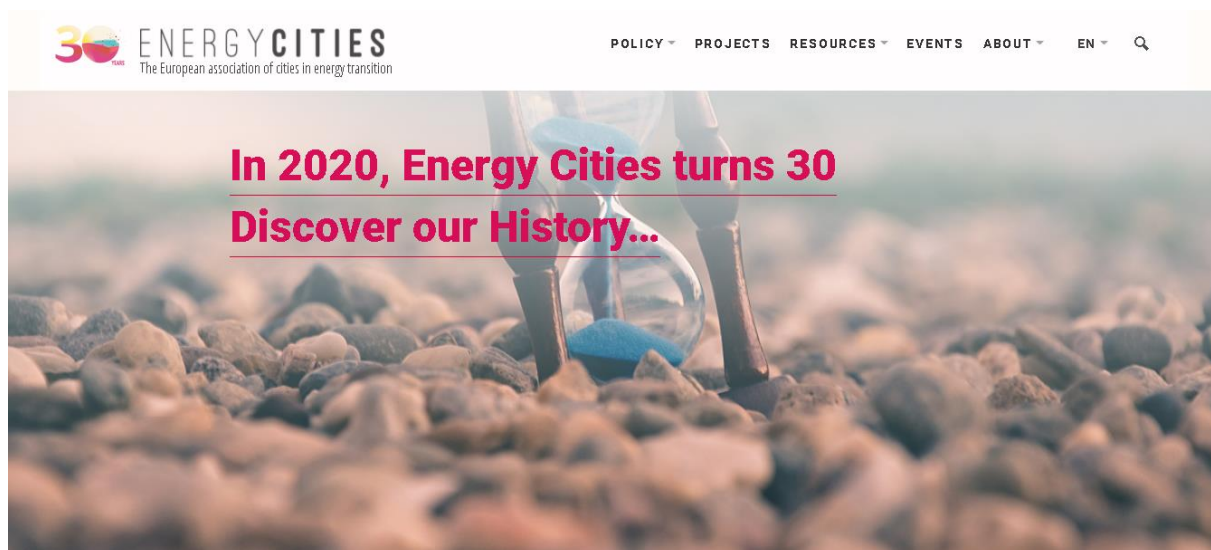 30 YEARS
ENERGYCITIES
The European association of cities in energy transition
POLICY PROJECTS RESOURCES EVENTS ABOUT EN
In 2020, Energy Cities turns 30
Discover our History...